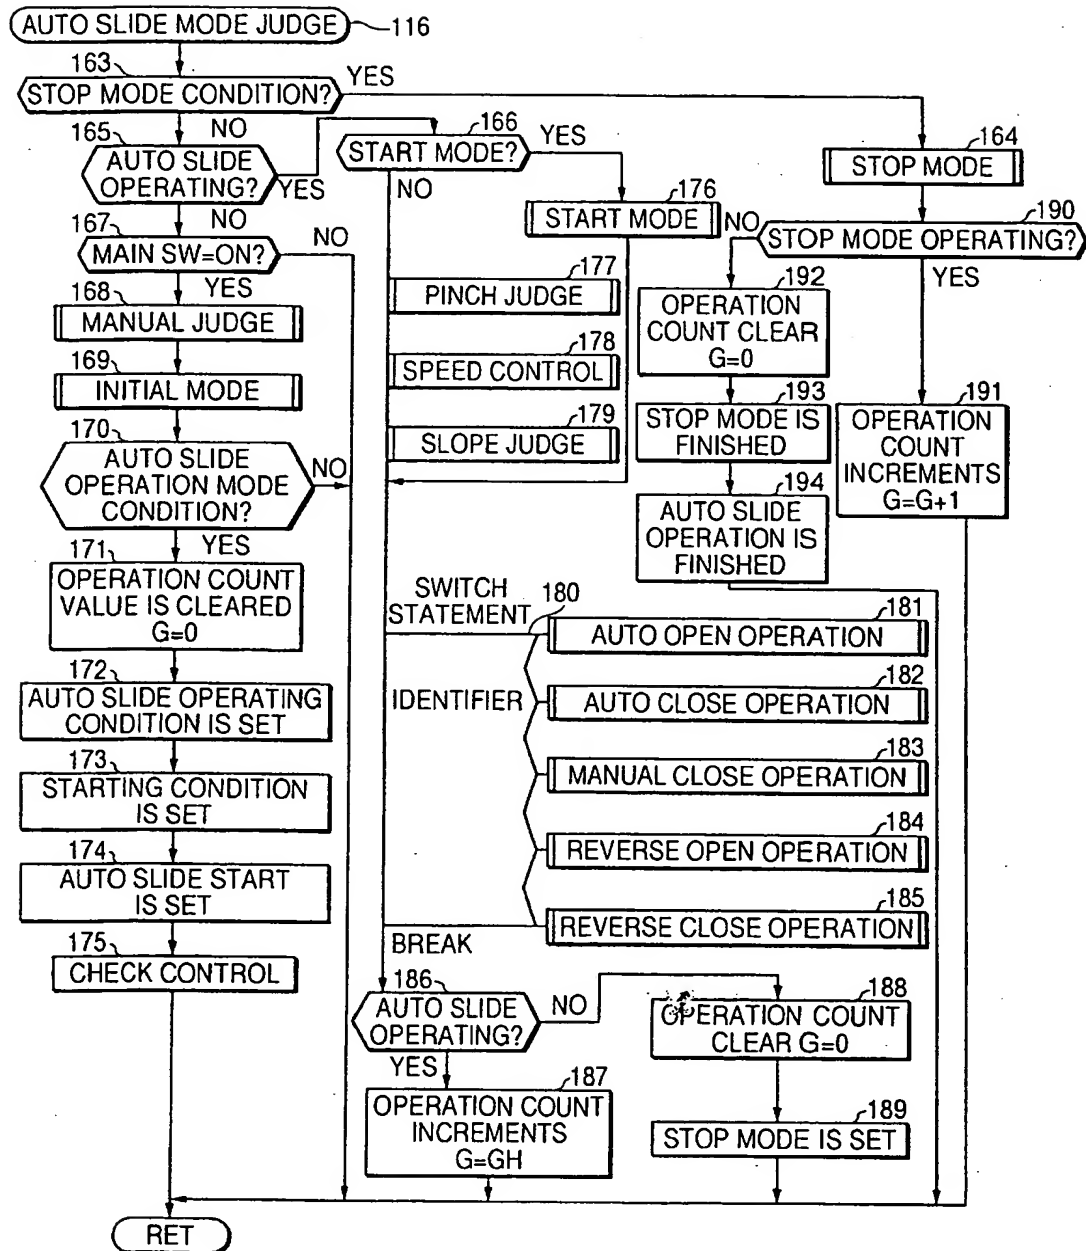 AUTO SLIDE MODE JUDGE
116
163
STOP MODE CONDITION?
YES
NO
165
AUTO SLIDE
OPERATING?
YES
NO
166
START MODE?
YES
NO
164
STOP MODE
167
MAIN SW=ON?
NO
YES
176
START MODE
190
STOP MODE OPERATING?
NO
YES
168
MANUAL JUDGE
177
PINCH JUDGE
192
OPERATION
COUNT CLEAR
G=0
169
INITIAL MODE
178
SPEED CONTROL
193
STOP MODE IS
FINISHED
191
OPERATION
COUNT
INCREMENTS
G=G+1
170
AUTO SLIDE
OPERATION MODE
CONDITION?
NO
YES
179
SLOPE JUDGE
194
AUTO SLIDE
OPERATION IS
FINISHED
171
OPERATION COUNT
VALUE IS CLEARED
G=0
SWITCH
STATEMENT
180
181
AUTO OPEN OPERATION
172
AUTO SLIDE OPERATING
CONDITION IS SET
IDENTIFIER
182
AUTO CLOSE OPERATION
173
STARTING CONDITION
IS SET
183
MANUAL CLOSE OPERATION
174
AUTO SLIDE START
IS SET
184
REVERSE OPEN OPERATION
175
CHECK CONTROL
185
REVERSE CLOSE OPERATION
BREAK
186
AUTO SLIDE
OPERATING?
NO
YES
188
OPERATION COUNT
CLEAR G=0
187
OPERATION COUNT
INCREMENTS
G=GH
189
STOP MODE IS SET
RET